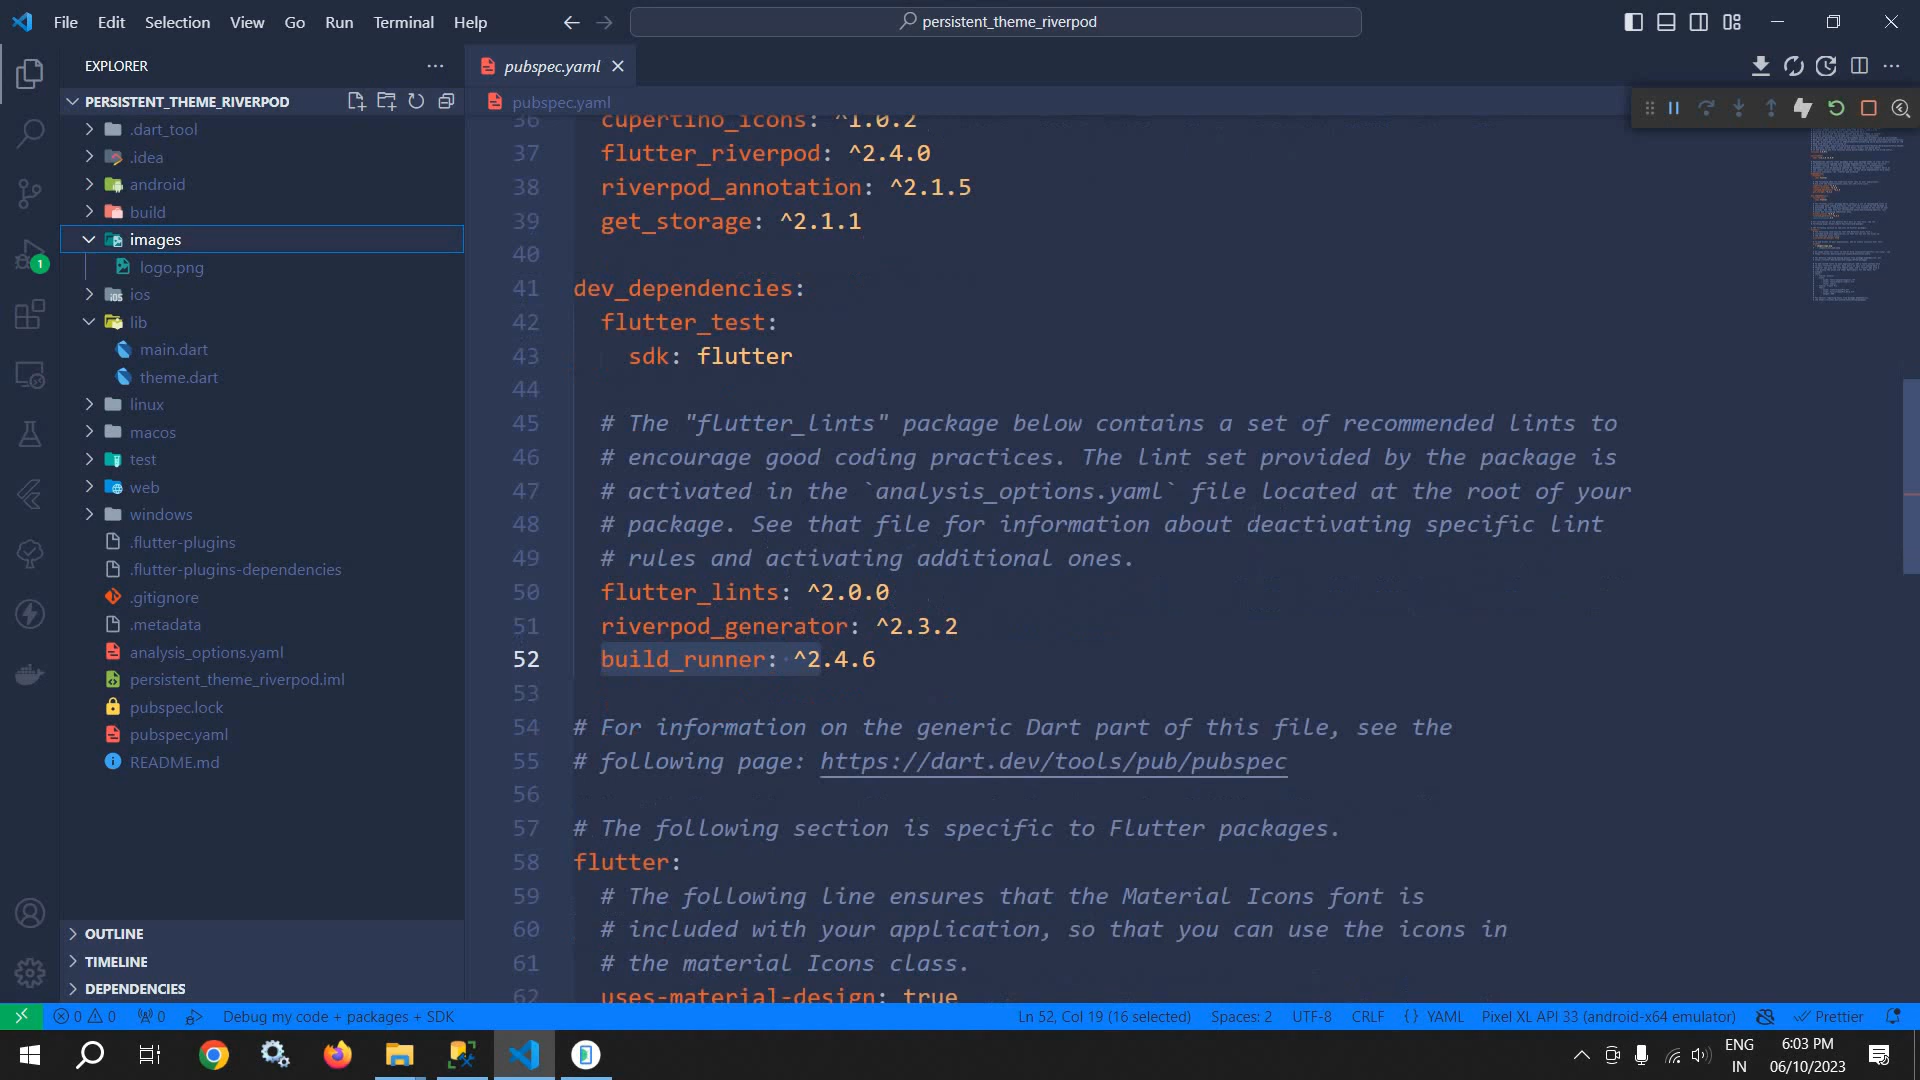 File Edit Selection View Go Run Terminal Help
persistent_theme_riverpod
EXPLORER
PERSISTENT_THEME_RIVERPOD
.dart_tool
.idea
android
build
images
logo.png
ios
lib
main.dart
theme.dart
linux
macos
test
web
windows
.flutter-plugins
.flutter-plugins-dependencies
.gitignore
.metadata
analysis_options.yaml
persistent_theme_riverpod.iml
pubspec.lock
pubspec.yaml
README.md
OUTLINE
TIMELINE
DEPENDENCIES
1
pubspec.yaml
pubspec.yaml
36 cupertino_icons: ^1.0.2
37 flutter_riverpod: ^2.4.0
38 riverpod_annotation: ^2.1.5
39 get_storage: ^2.1.1
40
41 dev_dependencies:
42 flutter_test:
43 sdk: flutter
44
45 # The "flutter_lints" package below contains a set of recommended lints to
46 # encourage good coding practices. The lint set provided by the package is
47 # activated in the `analysis_options.yaml` file located at the root of your
48 # package. See that file for information about deactivating specific lint
49 # rules and activating additional ones.
50 flutter_lints: ^2.0.0
51 riverpod_generator: ^2.3.2
52 build_runner: ^2.4.6
53
54 # For information on the generic Dart part of this file, see the
55 # following page: https://dart.dev/tools/pub/pubspec
56
57 # The following section is specific to Flutter packages.
58 flutter:
59 # The following line ensures that the Material Icons font is
60 # included with your application, so that you can use the icons in
61 # the material Icons class.
62 uses-material-design: true
0 0 0 Debug my code + packages + SDK
Ln 52, Col 19 (16 selected) Spaces: 2 UTF-8 CRLF {} YAML Pixel XL API 33 (android-x64 emulator) Prettier
ENG
IN
6:03 PM
06/10/2023